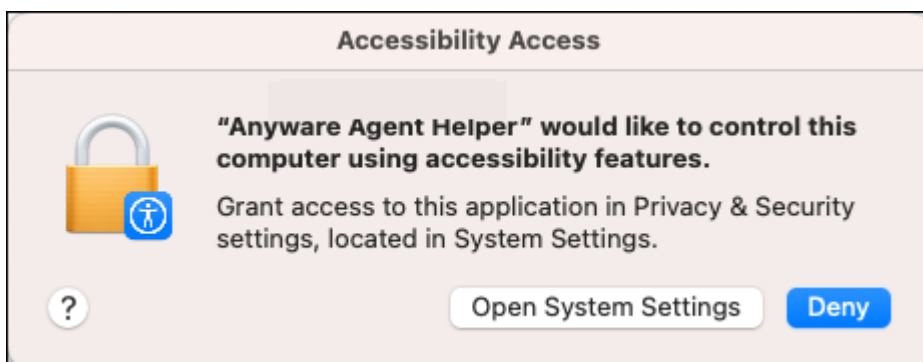 Accessibility Access
“Anyware Agent Helper” would like to control this
computer using accessibility features.
Grant access to this application in Privacy & Security
settings, located in System Settings.
?
Open System Settings
Deny